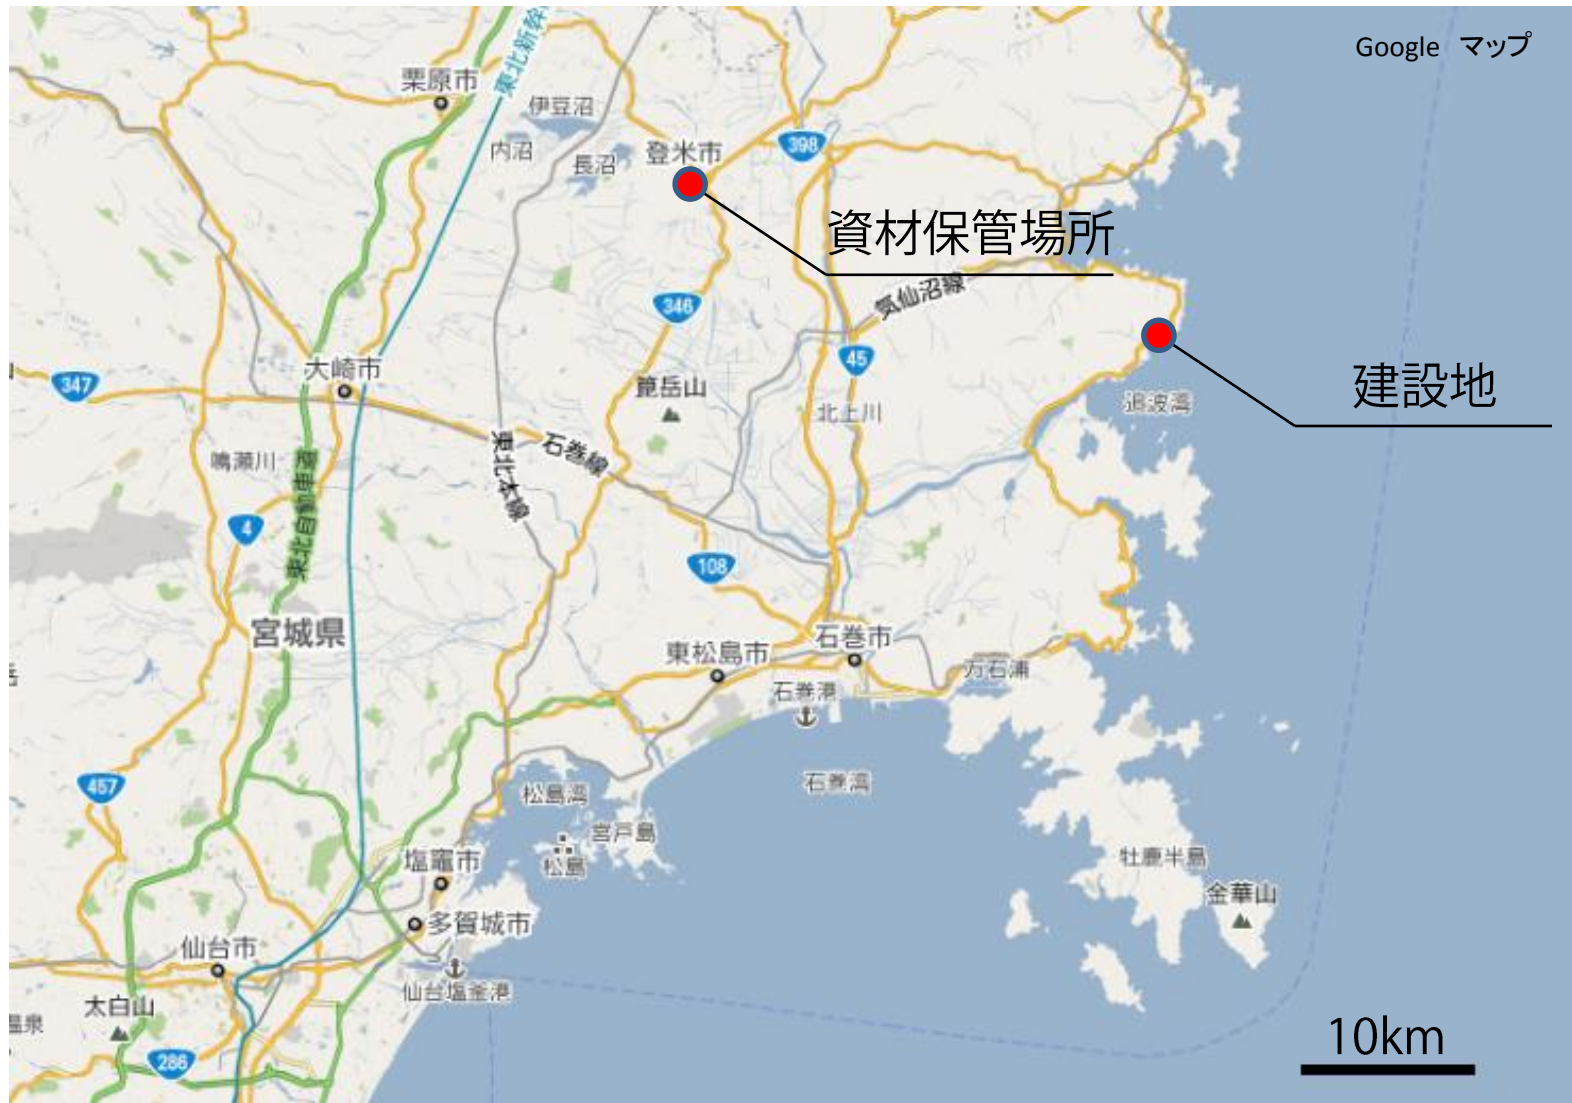 Google マップ
栗原市
東北新幹
伊豆沼
内沼
長沼
登米市
398
資材保管場所
気仙沼線
346
45
建設地
347
大崎市
箟岳山
北上川
追波湾
鳴瀬川
東北本線
石巻線
東北自動車道
4
108
宮城県
東松島市
石巻市
万石浦
石巻港
457
松島湾
石巻湾
宮戸島
松島
塩竈市
牡鹿半島
金華山
多賀城市
仙台市
仙台塩釜港
太白山
温泉
286
10km